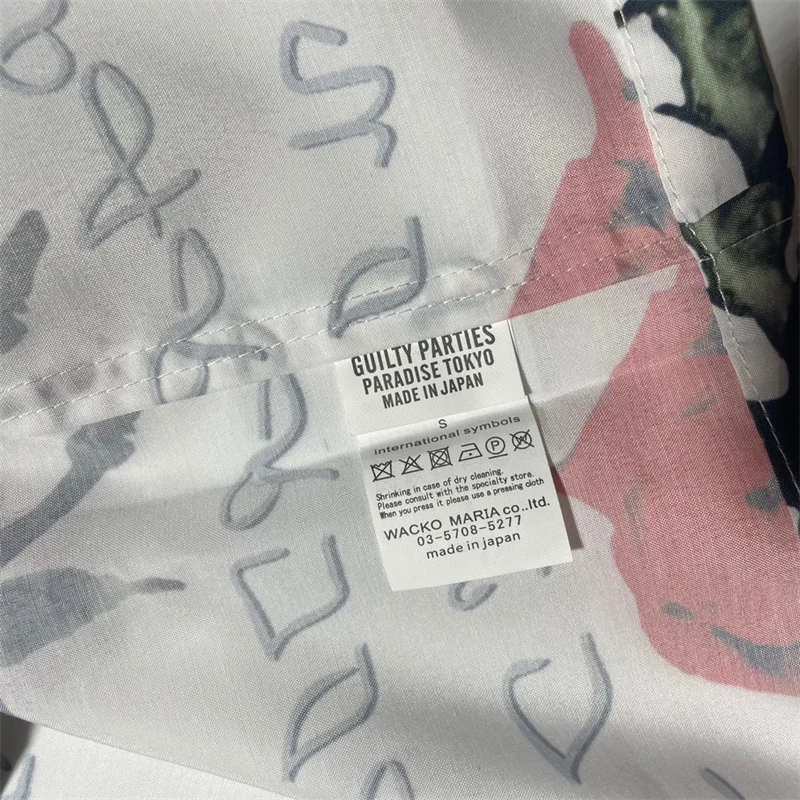 GUILTY PARTIES
PARADISE TOKYO
MADE IN JAPAN
S
international symbols
P W
Shrinking in case of dry cleaning.
Please consult with the specialty store.
When you press it please use a pressing cloth
WACKO MARIA co.,ltd.
03-5708-5277
made in japan